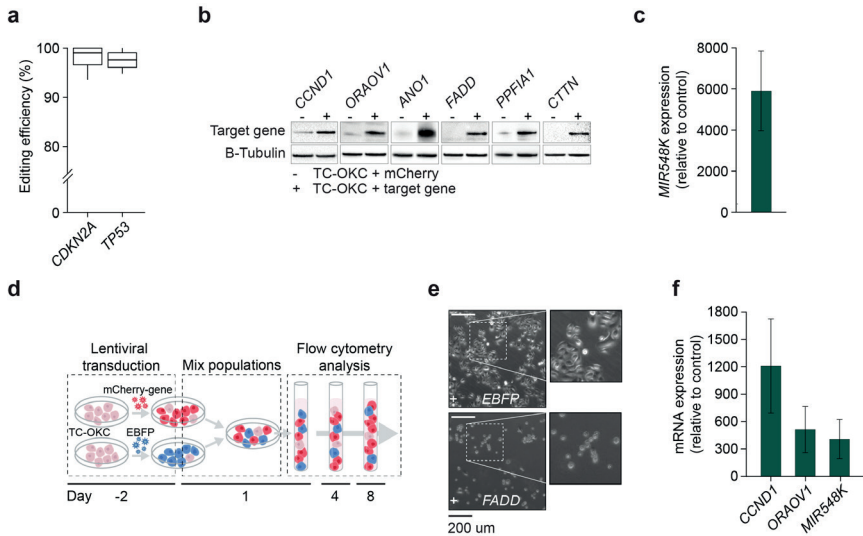 a
Editing efficiency (%)
100
90
80
0
CDKN2A
TP53
b
CCND1
ORAOV1
ANO1
FADD
PPFIA1
CTTN
- + - + - + - + - + - +
Target gene
B-Tubulin
- TC-OKC + mCherry
+ TC-OKC + target gene
c
MIR548K expression
(relative to control)
8000
6000
4000
2000
0
d
Lentiviral
transduction
Mix populations
Flow cytometry
analysis
mCherry-gene
TC-OKC
EBFP
Day -2 1 4 8
e
+ EBFP
+ FADD
200 um
f
mRNA expression
(relative to control)
1800
1500
1200
900
600
300
0
CCND1
ORAOV1
MIR548K